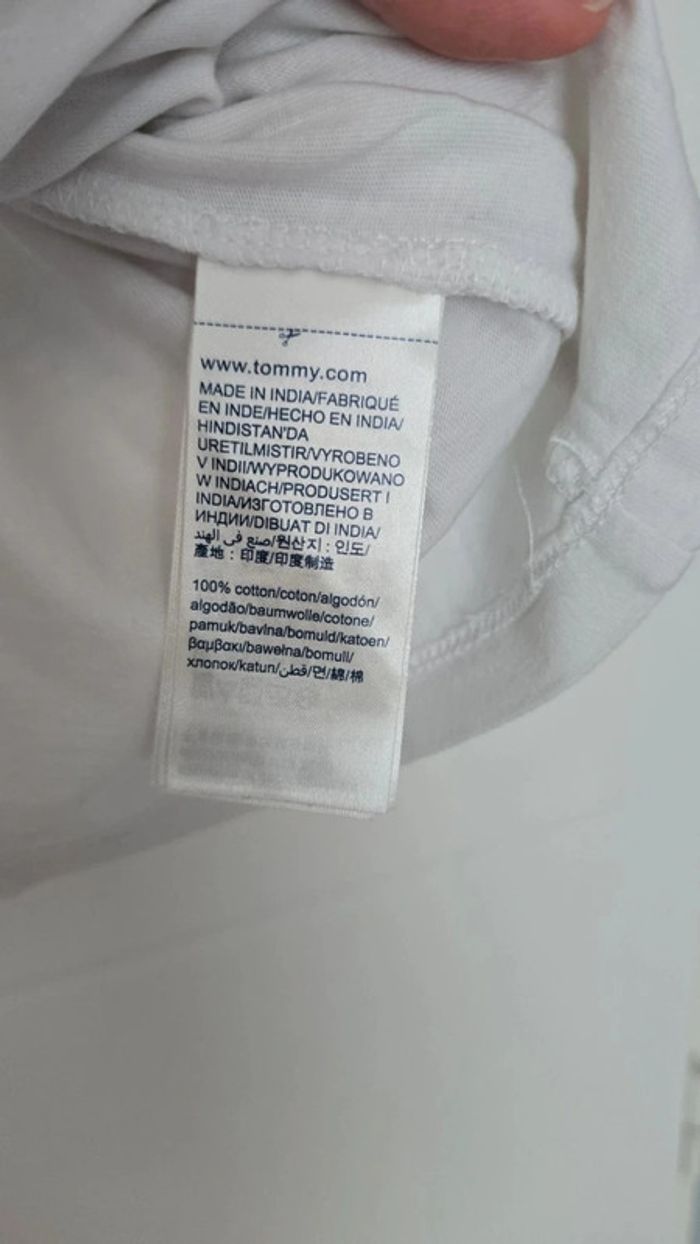 www.tommy.com
MADE IN INDIA/FABRIQUÉ
EN INDE/HECHO EN INDIA/
HINDISTAN'DA
URETILMISTIR/VYROBENO
V INDII/WYPRODUKOWANO
W INDIACH/PRODUSERT I
INDIA/ИЗГОТОВЛЕНО В
ИНДИИ/DIBUAT DI INDIA/
صنع فى الهند/원산지 : 인도/
產地 : 印度/印度制造
100% cotton/coton/algodón/
algodão/baumwolle/cotone/
pamuk/bavlna/bomuld/katoen/
βαμβακι/bawełna/bomull/
хлопок/katun/قطن/면/綿/棉